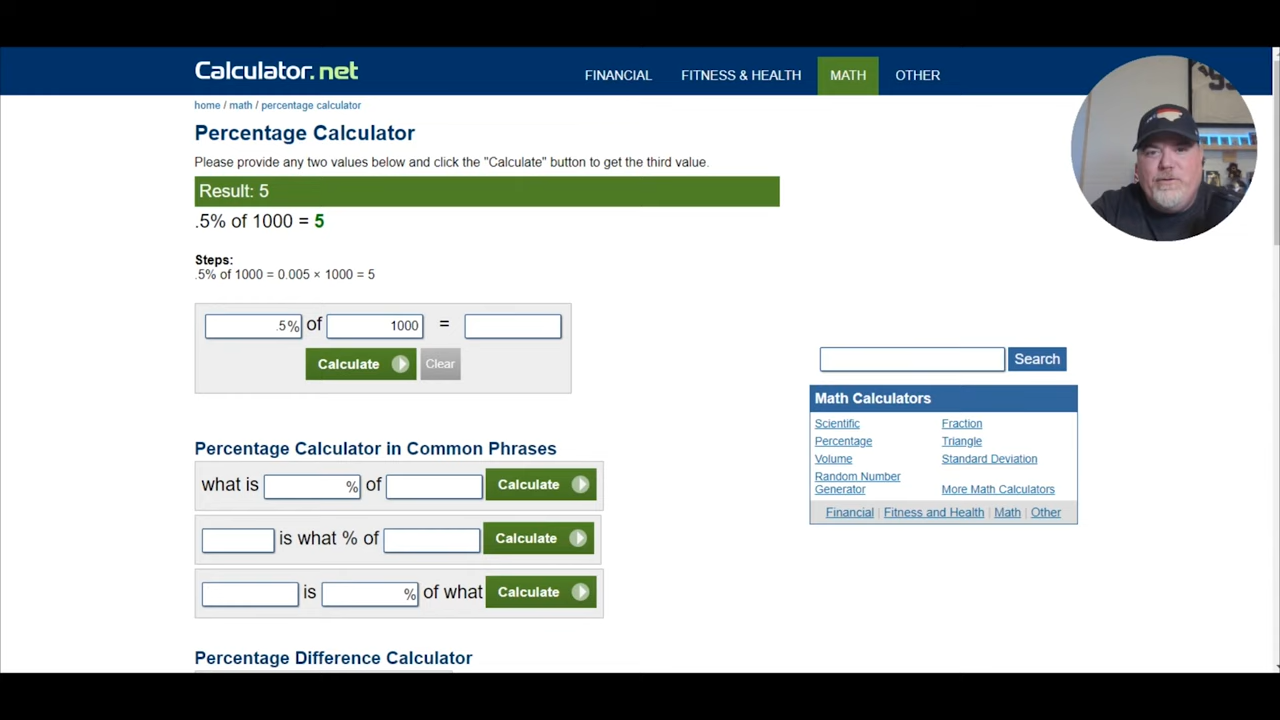 Calculator.net
FINANCIAL FITNESS & HEALTH MATH OTHER
home / math / percentage calculator
Percentage Calculator
Please provide any two values below and click the "Calculate" button to get the third value.
Result: 5
.5% of 1000 = 5
Steps:
.5% of 1000 = 0.005 × 1000 = 5
.5% of 1000 =
Calculate Clear
Search
Math Calculators
Scientific Fraction
Percentage Triangle
Volume Standard Deviation
Random Number
Generator More Math Calculators
Financial | Fitness and Health | Math | Other
Percentage Calculator in Common Phrases
what is % of Calculate
is what % of Calculate
is % of what Calculate
Percentage Difference Calculator